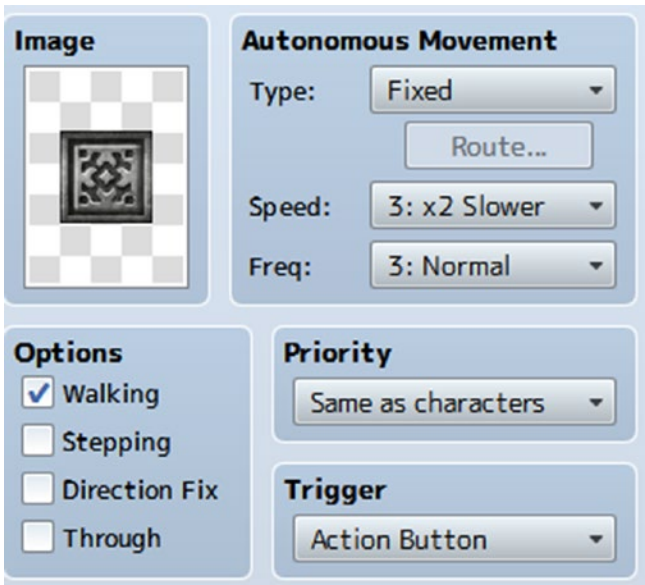 Image
Autonomous Movement
Type:
Fixed
Route...
Speed:
3: x2 Slower
Freq:
3: Normal
Options
Walking
Stepping
Direction Fix
Through
Priority
Same as characters
Trigger
Action Button